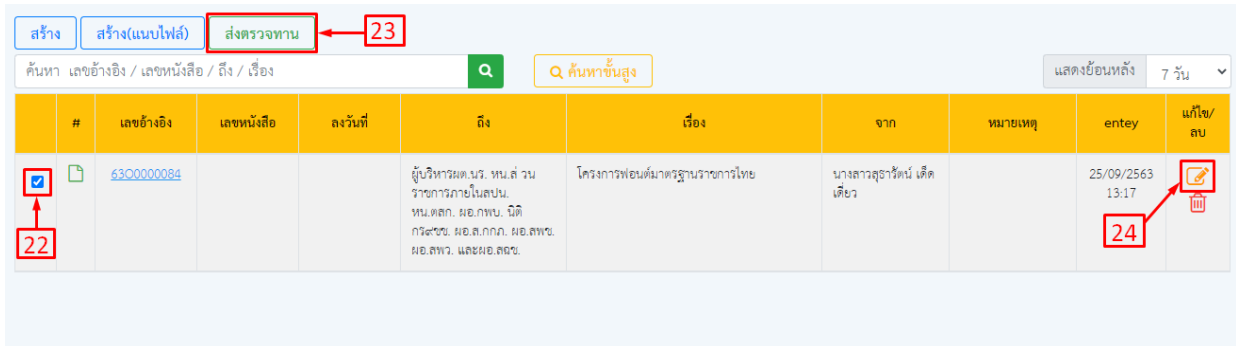 สร้าง สร้าง(แนบไฟล์) ส่งตรวจทาน 23
ค้นหา เลขอ้างอิง / เลขหนังสือ / ถึง / เรื่อง ค้นหาขั้นสูง แสดงย้อนหลัง 7 วัน
# เลขอ้างอิง เลขหนังสือ ลงวันที่ ถึง เรื่อง จาก หมายเหตุ entey แก้ไข/
ลบ
63O0000084 ผู้บริหารผต.นร. หน.ส่ วน โครงการฟอนต์มาตรฐานราชการไทย นางสาวสุธารัตน์ เด็ด 25/09/2563
ราชการภายในสปน. เดี่ยว 13:17
หน.ตสก. ผอ.กพบ. นิติ
กร๙ชช. ผอ.ส.กกภ. ผอ.สพช.
ผอ.สพว. และผอ.สฉช.
22 24